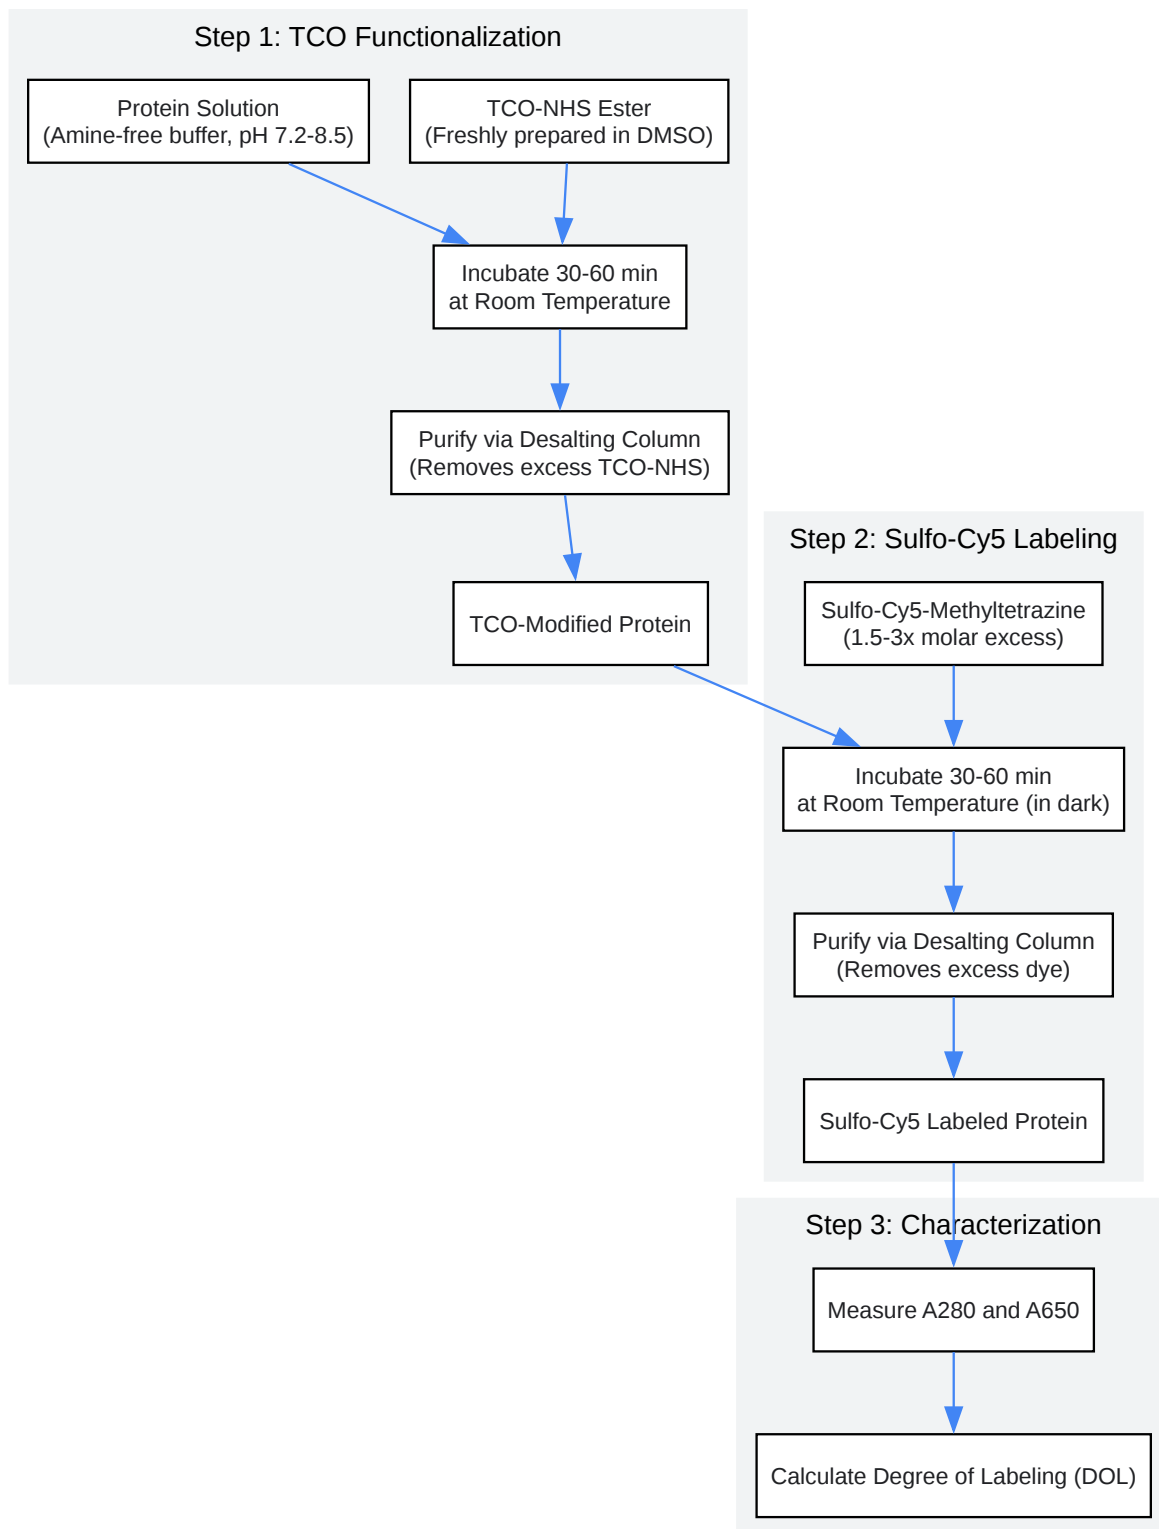 Step 1: TCO Functionalization
Protein Solution
(Amine-free buffer, pH 7.2-8.5)
TCO-NHS Ester
(Freshly prepared in DMSO)
Incubate 30-60 min
at Room Temperature
Purify via Desalting Column
(Removes excess TCO-NHS)
TCO-Modified Protein
Step 2: Sulfo-Cy5 Labeling
Sulfo-Cy5-Methyltetrazine
(1.5-3x molar excess)
Incubate 30-60 min
at Room Temperature (in dark)
Purify via Desalting Column
(Removes excess dye)
Sulfo-Cy5 Labeled Protein
Step 3: Characterization
Measure A280 and A650
Calculate Degree of Labeling (DOL)